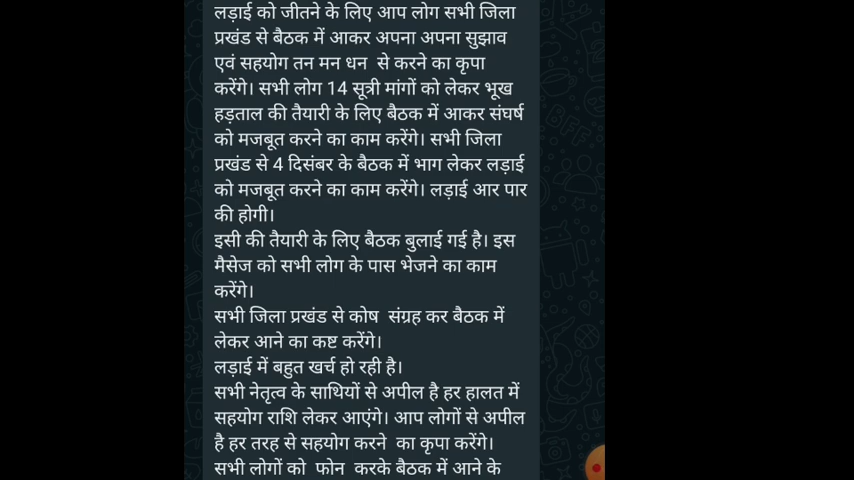 लड़ाई को जीतने के लिए आप लोग सभी जिला
प्रखंड से बैठक में आकर अपना अपना सुझाव
एवं सहयोग तन मन धन  से करने का कृपा
करेंगे। सभी लोग 14 सूत्री मांगों को लेकर भूख
हड़ताल की तैयारी के लिए बैठक में आकर संघर्ष
को मजबूत करने का काम करेंगे। सभी जिला
प्रखंड से 4 दिसंबर के बैठक में भाग लेकर लड़ाई
को मजबूत करने का काम करेंगे। लड़ाई आर पार
की होगी।
इसी की तैयारी के लिए बैठक बुलाई गई है। इस
मैसेज को सभी लोग के पास भेजने का काम
करेंगे।
सभी जिला प्रखंड से कोष  संग्रह कर बैठक में
लेकर आने का कष्ट करेंगे।
लड़ाई में बहुत खर्च हो रही है।
सभी नेतृत्व के साथियों से अपील है हर हालत में
सहयोग राशि लेकर आएंगे। आप लोगों से अपील
है हर तरह से सहयोग करने  का कृपा करेंगे।
सभी लोगों को  फोन  करके बैठक में आने के